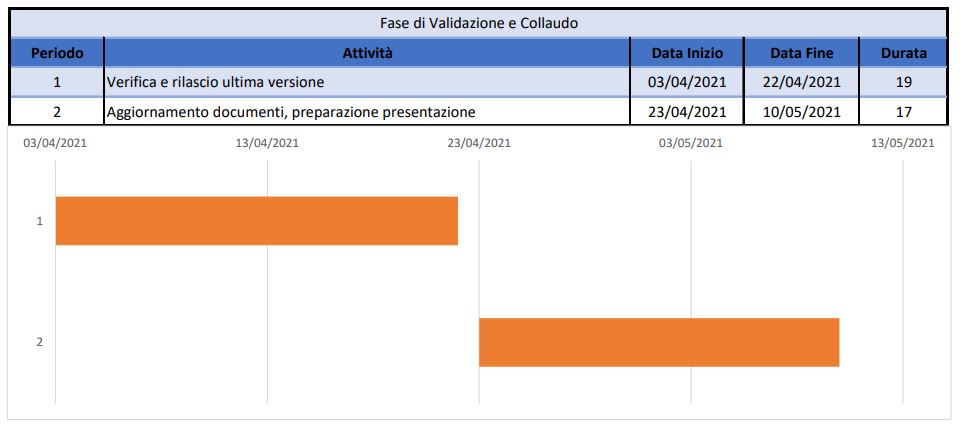 Fase di Validazione e Collaudo
Periodo Attività Data Inizio Data Fine Durata
1 Verifica e rilascio ultima versione 03/04/2021 22/04/2021 19
2 Aggiornamento documenti, preparazione presentazione 23/04/2021 10/05/2021 17
03/04/2021 13/04/2021 23/04/2021 03/05/2021 13/05/2021
1
2